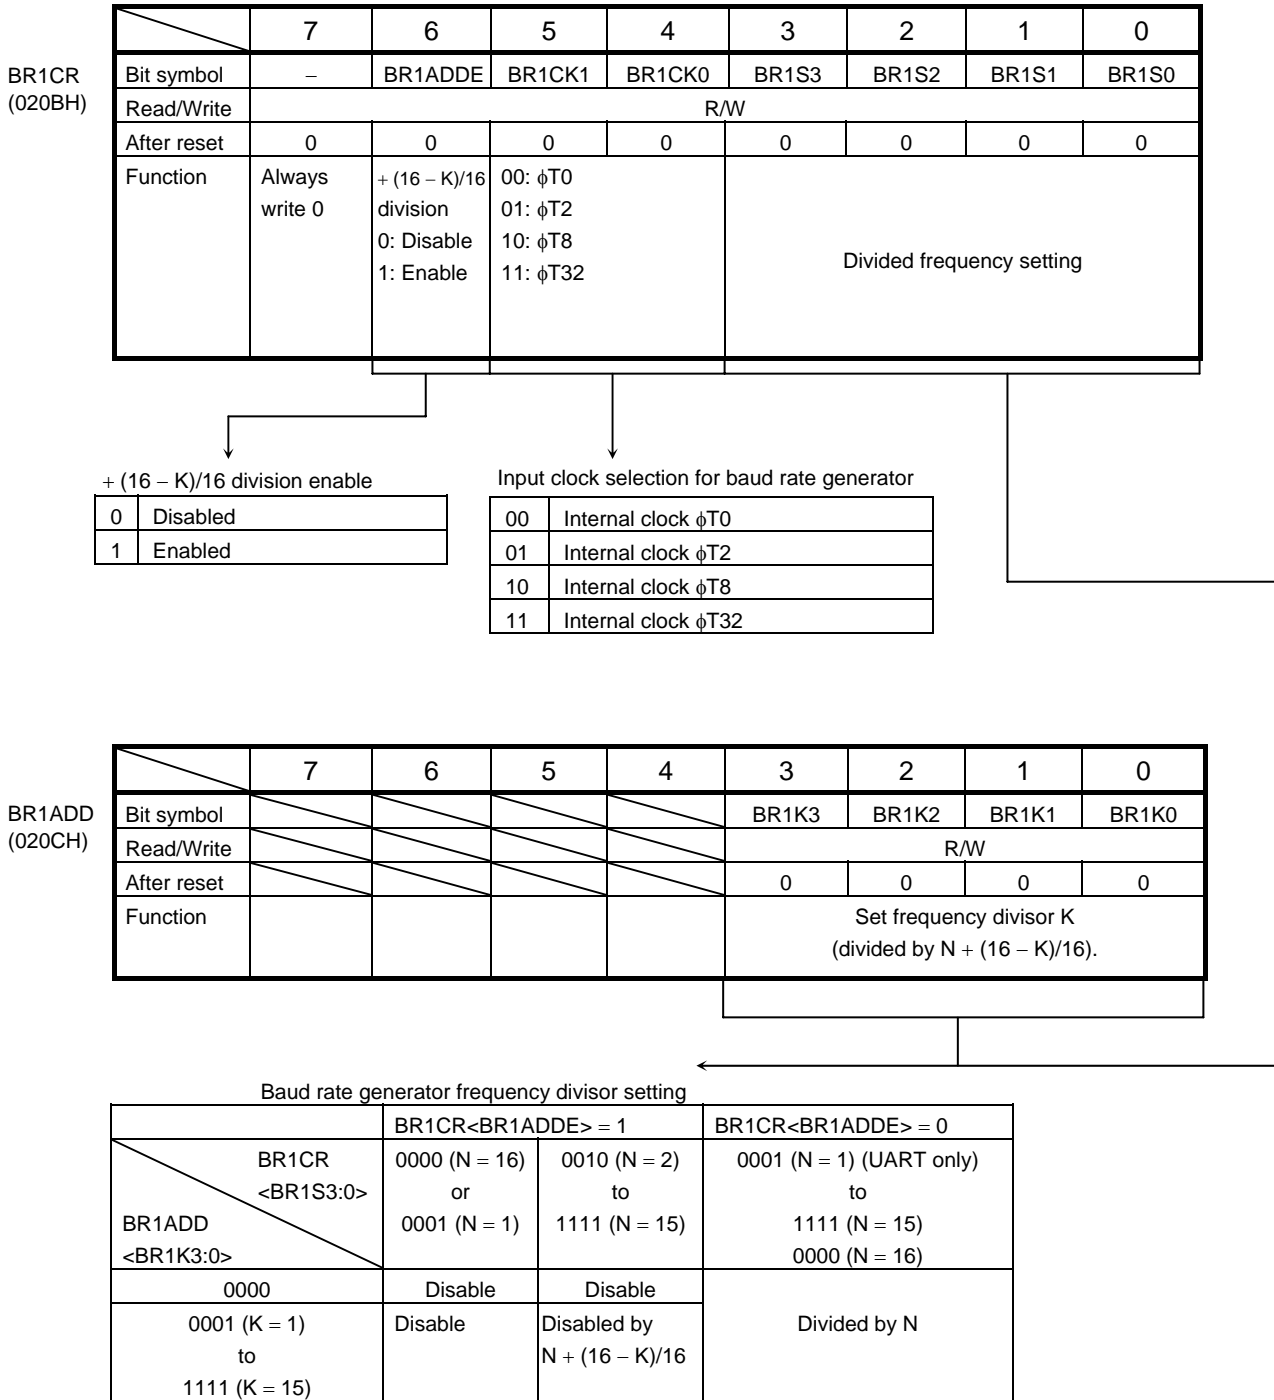 7 6 5 4 3 2 1 0
BR1CR
(020BH)
Bit symbol – BR1ADDE BR1CK1 BR1CK0 BR1S3 BR1S2 BR1S1 BR1S0
Read/Write R/W
After reset 0 0 0 0 0 0 0 0
Function
Always
write 0
+ (16 – K)/16
division
0: Disable
1: Enable
00: ϕT0
01: ϕT2
10: ϕT8
11: ϕT32
Divided frequency setting
+ (16 – K)/16 division enable
0 Disabled
1 Enabled
Input clock selection for baud rate generator
00 Internal clock ϕT0
01 Internal clock ϕT2
10 Internal clock ϕT8
11 Internal clock ϕT32
7 6 5 4 3 2 1 0
BR1ADD
(020CH)
Bit symbol BR1K3 BR1K2 BR1K1 BR1K0
Read/Write R/W
After reset 0 0 0 0
Function
Set frequency divisor K
(divided by N + (16 – K)/16).
Baud rate generator frequency divisor setting
BR1CR<BR1ADDE> = 1 BR1CR<BR1ADDE> = 0
BR1CR
<BR1S3:0>
BR1ADD
<BR1K3:0>
0000 (N = 16)
or
0001 (N = 1)
0010 (N = 2)
to
1111 (N = 15)
0001 (N = 1) (UART only)
to
1111 (N = 15)
0000 (N = 16)
0000 Disable Disable
0001 (K = 1)
to
1111 (K = 15)
Disable
Disabled by
N + (16 – K)/16
Divided by N